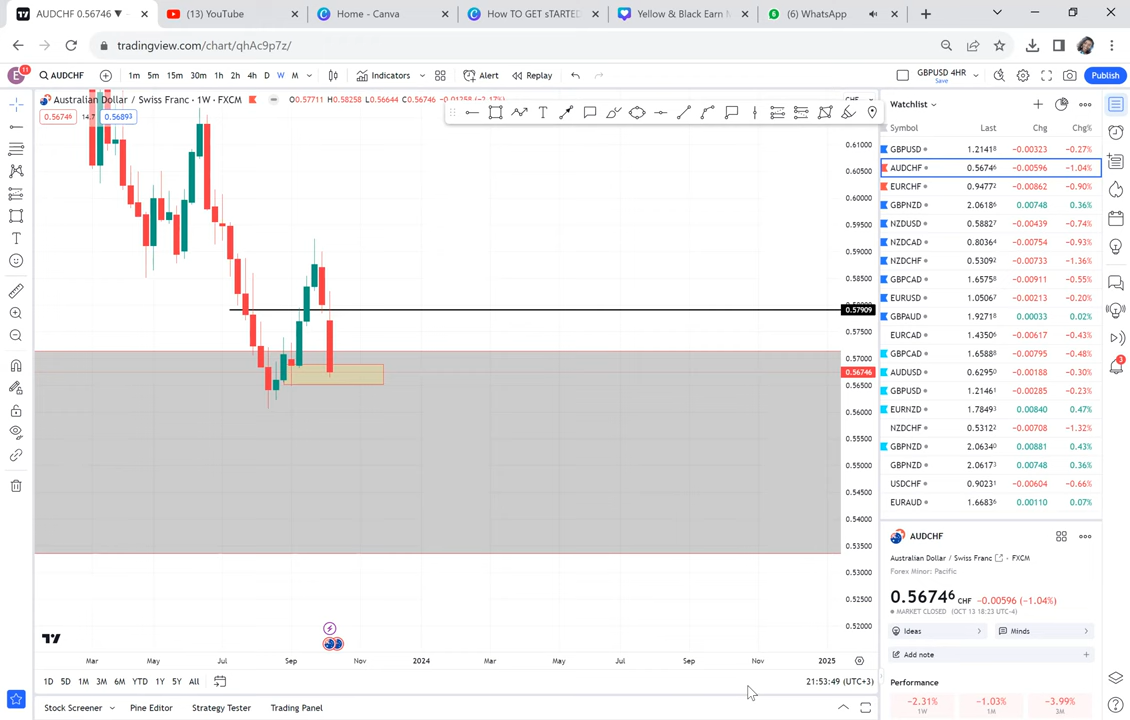 AUDCHF 0.56746 ▼
(13) YouTube
Home - Canva
How TO GET sTARTED
Yellow & Black Earn M
(6) WhatsApp
tradingview.com/chart/qhAc9p7z/
E 11
AUDCHF
1m 5m 15m 30m 1h 2h 4h D W M
Indicators
Alert
Replay
GBPUSD 4HR
Save
Publish
Australian Dollar / Swiss Franc · 1W · FXCM O0.57711 H0.58258 L0.56644 C0.56746 −0.01258 (−2.17%)
CHF
0.56746 14.7 0.56893
0.61000
0.60500
0.60000
0.59500
0.59000
0.58500
0.57909
0.57500
0.57000
0.56746
0.56500
0.56000
0.55500
0.55000
0.54500
0.54000
0.53500
0.53000
0.52500
0.52000
Mar May Jul Sep Nov 2024 Mar May Jul Sep Nov 2025
1D 5D 1M 3M 6M YTD 1Y 5Y All
21:53:49 (UTC+3)
Stock Screener Pine Editor Strategy Tester Trading Panel
Watchlist
Symbol Last Chg Chg%
GBPUSD 1.21418 −0.00323 −0.27%
AUDCHF 0.56746 −0.00596 −1.04%
EURCHF 0.94772 −0.00862 −0.90%
GBPNZD 2.06186 0.00748 0.36%
NZDUSD 0.58827 −0.00439 −0.74%
NZDCAD 0.80364 −0.00754 −0.93%
NZDCHF 0.53092 −0.00733 −1.36%
GBPCAD 1.65758 −0.00911 −0.55%
EURUSD 1.05067 −0.00213 −0.20%
GBPAUD 1.92718 0.00033 0.02%
EURCAD 1.43506 −0.00617 −0.43%
GBPCAD 1.65888 −0.00795 −0.48%
AUDUSD 0.62950 −0.00188 −0.30%
GBPUSD 1.21461 −0.00285 −0.23%
EURNZD 1.78493 0.00840 0.47%
NZDCHF 0.53122 −0.00708 −1.32%
GBPNZD 2.06340 0.00881 0.43%
GBPNZD 2.06173 0.00748 0.36%
USDCHF 0.90231 −0.00604 −0.66%
EURAUD 1.66836 0.00110 0.07%
3
AUDCHF
Australian Dollar / Swiss Franc · FXCM
Forex Minor: Pacific
0.56746 CHF −0.00596 (−1.04%)
MARKET CLOSED (OCT 13 18:23 UTC-4)
Ideas
Minds
Add note
Performance
−2.31% −1.03% −3.99%
1W 1M 3M